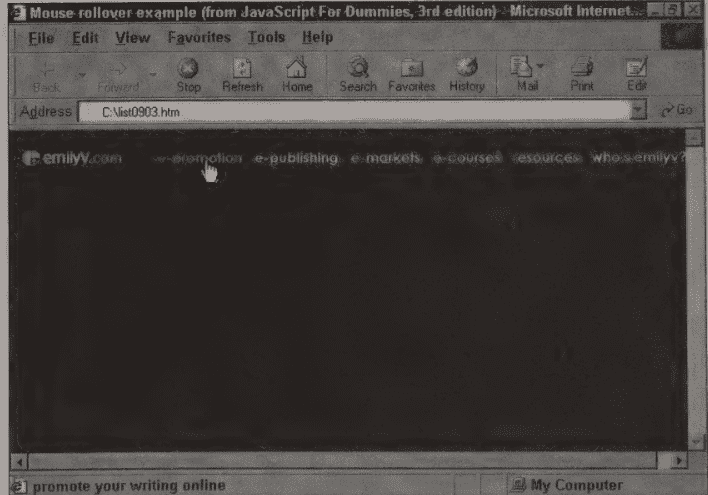 Mouse rollover example (from JavaScript For Dummies, 3rd edition) - Microsoft Internet...
File Edit View Favorites Tools Help
Back Forward Stop Refresh Home Search Favorites History Mail Print Edit
Address C:\list0903.htm Go
emilyV.com e-promotion e-publishing e-markets e-courses resources who's emilyv?
promote your writing online My Computer